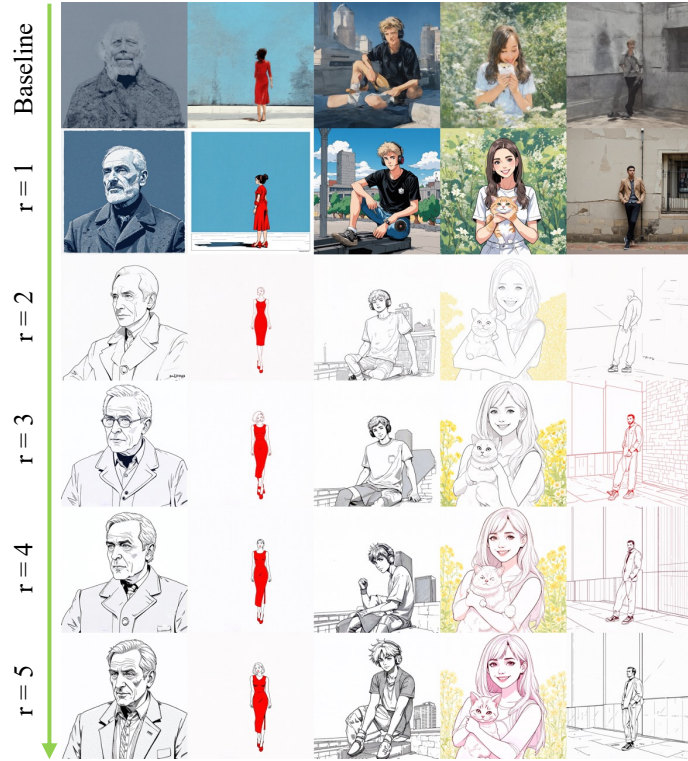 Baseline
r = 1
r = 2
r = 3
r = 4
r = 5